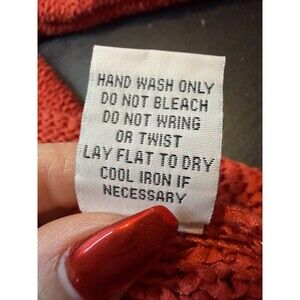 HAND WASH ONLY
DO NOT BLEACH
DO NOT WRING
OR TWIST
LAY FLAT TO DRY
COOL IRON IF
NECESSARY